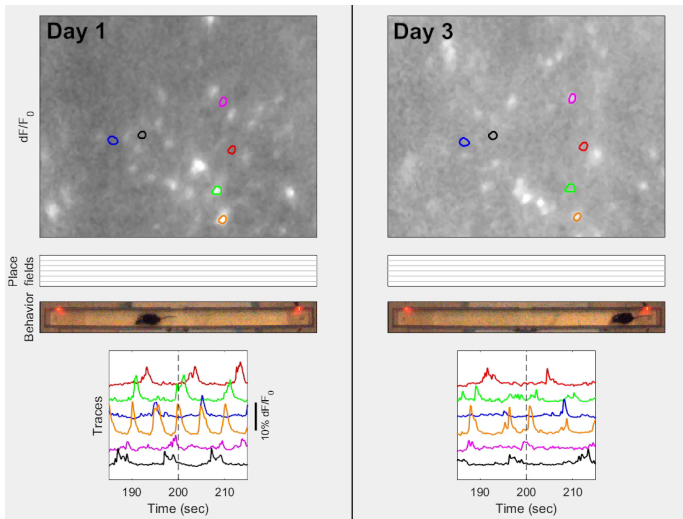 Day 1
Day 3
dF/F0
Place
fields
Behavior
Traces
10% dF/F0
190 200 210
Time (sec)
190 200 210
Time (sec)